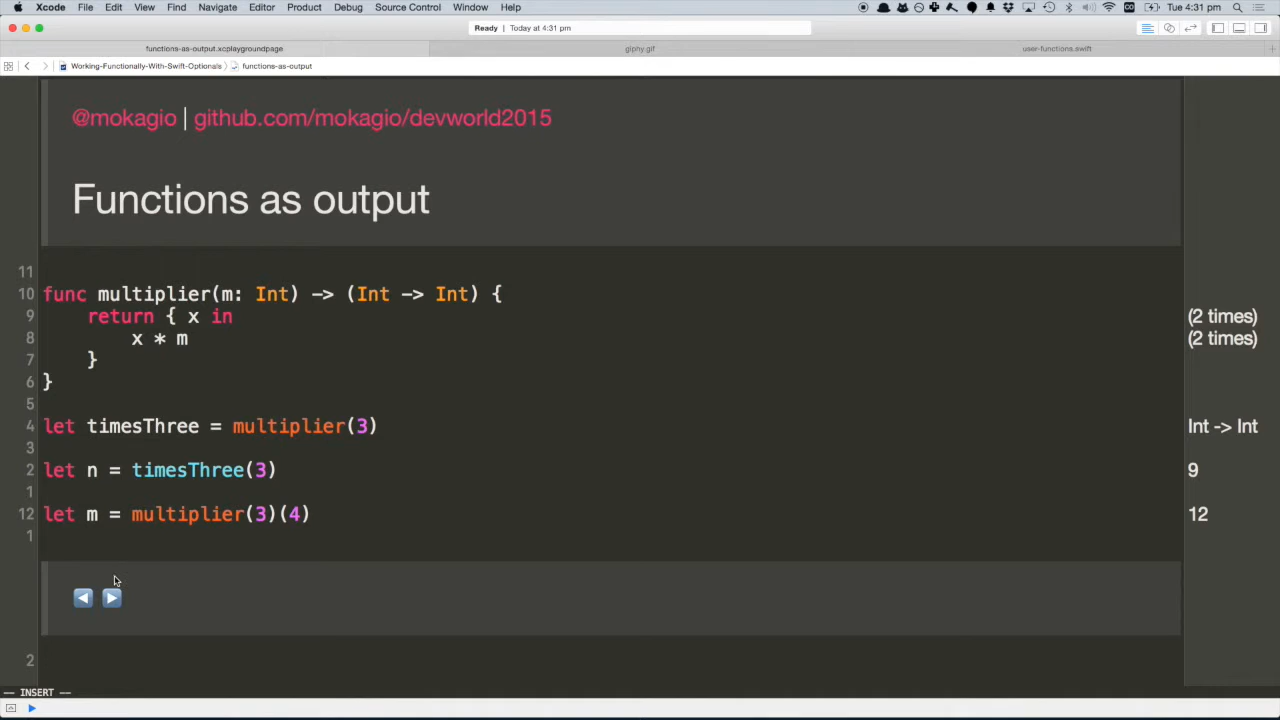 Xcode File Edit View Find Navigate Editor Product Debug Source Control Window Help Tue 4:31 pm
Ready | Today at 4:31 pm
functions-as-output.xcplaygroundpage giphy.gif user-functions.swift
Working-Functionally-With-Swift-Optionals functions-as-output
@mokagio | github.com/mokagio/devworld2015
Functions as output
11
10 func multiplier(m: Int) -> (Int -> Int) {
9 return { x in (2 times)
8 x * m (2 times)
7 }
6 }
5
4 let timesThree = multiplier(3) Int -> Int
3
2 let n = timesThree(3) 9
1
12 let m = multiplier(3)(4) 12
1
2
-- INSERT --